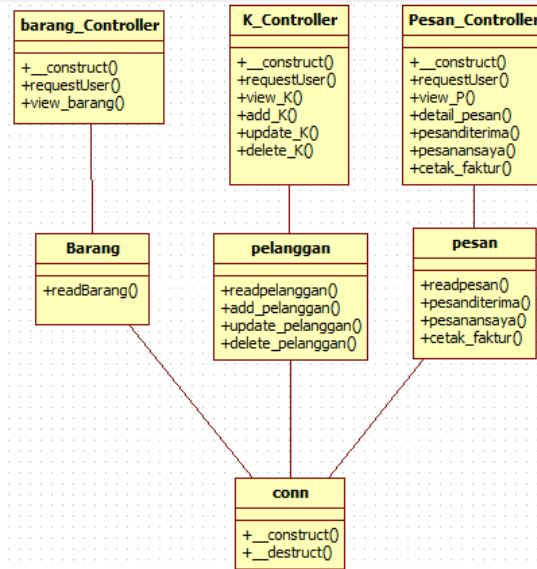 barang_Controller
+__construct()
+requestUser()
+view_barang()
K_Controller
+__construct()
+requestUser()
+view_K()
+add_K()
+update_K()
+delete_K()
Pesan_Controller
+__construct()
+requestUser()
+view_P()
+detail_pesan()
+pesanditerima()
+pesanansaya()
+cetak_faktur()
Barang
+readBarang()
pelanggan
+readpelanggan()
+add_pelanggan()
+update_pelanggan()
+delete_pelanggan()
pesan
+readpesan()
+pesanditerima()
+pesanansaya()
+cetak_faktur()
conn
+__construct()
+__destruct()